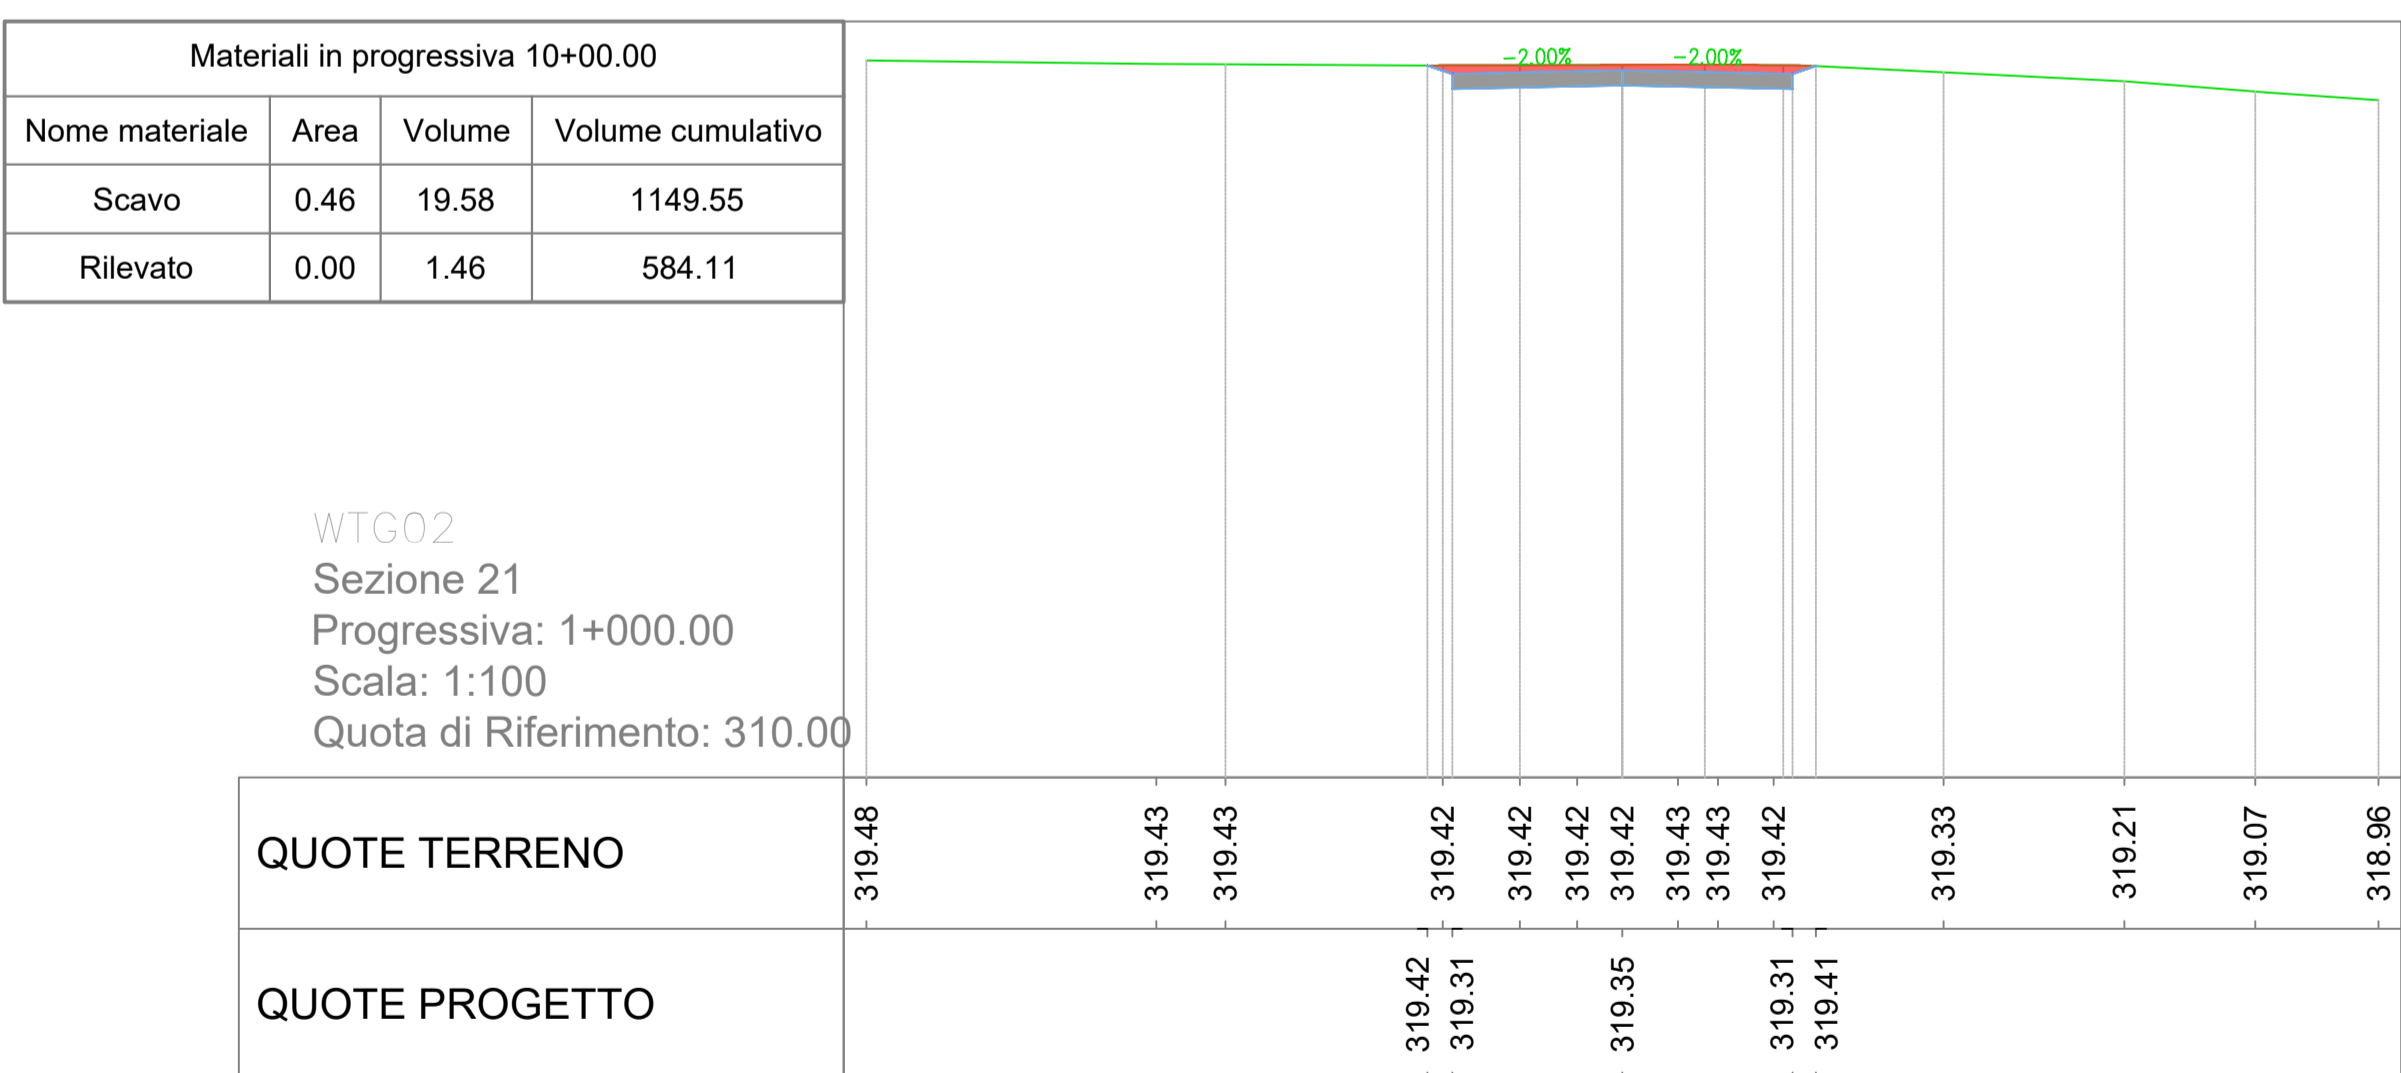 Materiali in progressiva 10+00.00
Nome materiale Area Volume Volume cumulativo
Scavo 0.46 19.58 1149.55
Rilevato 0.00 1.46 584.11
-2.00% -2.00%
WTG02
Sezione 21
Progressiva: 1+000.00
Scala: 1:100
Quota di Riferimento: 310.00
QUOTE TERRENO 319.48 319.43 319.43 319.42 319.42 319.42 319.42 319.43 319.43 319.42 319.33 319.21 319.07 318.96
QUOTE PROGETTO 319.42 319.31 319.35 319.31 319.41